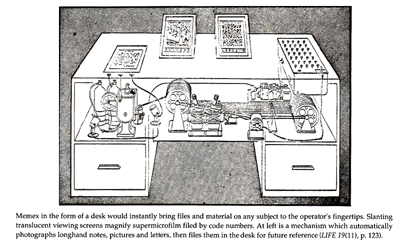 Memex in the form of a desk would instantly bring files and material on any subject to the operator's fingertips. Slanting
translucent viewing screens magnify supermicrofilm filed by code numbers. At left is a mechanism which automatically
photographs longhand notes, pictures and letters, then files them in the desk for future reference (LIFE 19(11), p. 123).